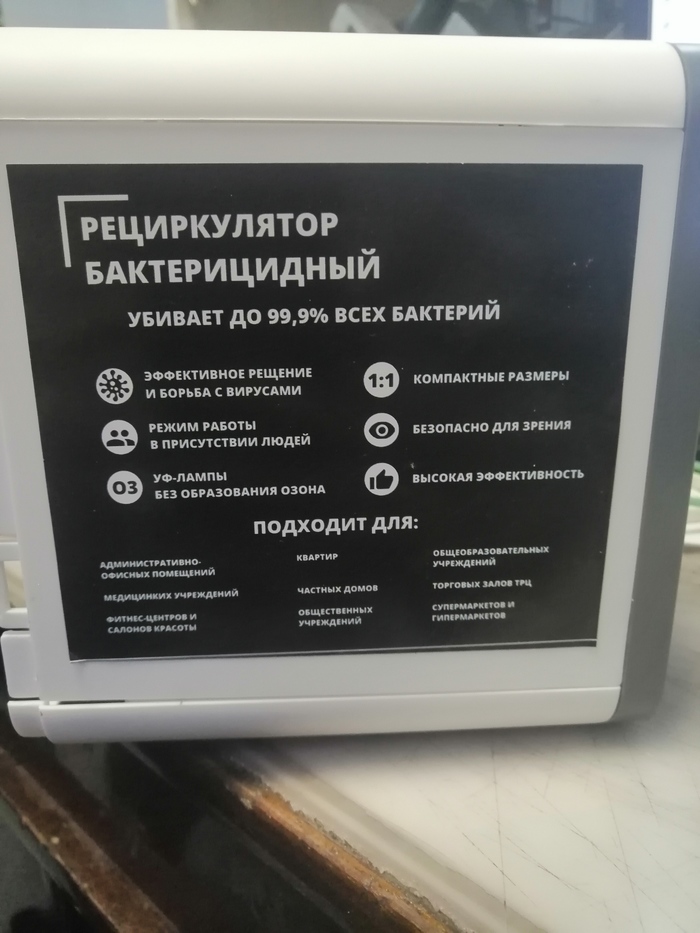 РЕЦИРКУЛЯТОР
БАКТЕРИЦИДНЫЙ
УБИВАЕТ ДО 99,9% ВСЕХ БАКТЕРИЙ
ЭФФЕКТИВНОЕ РЕЩЕНИЕ
И БОРЬБА С ВИРУСАМИ
1:1
КОМПАКТНЫЕ РАЗМЕРЫ
РЕЖИМ РАБОТЫ
В ПРИСУТСТВИИ ЛЮДЕЙ
БЕЗОПАСНО ДЛЯ ЗРЕНИЯ
O3
УФ-ЛАМПЫ
БЕЗ ОБРАЗОВАНИЯ ОЗОНА
ВЫСОКАЯ ЭФФЕКТИВНОСТЬ
ПОДХОДИТ ДЛЯ:
АДМИНИСТРАТИВНО-
ОФИСНЫХ ПОМЕЩЕНИЙ
КВАРТИР
ОБЩЕОБРАЗОВАТЕЛЬНЫХ
УЧРЕЖДЕНИЙ
МЕДИЦИНКИХ УЧРЕЖДЕНИЙ
ЧАСТНЫХ ДОМОВ
ТОРГОВЫХ ЗАЛОВ ТРЦ
ФИТНЕС-ЦЕНТРОВ И
САЛОНОВ КРАСОТЫ
ОБЩЕСТВЕННЫХ
УЧРЕЖДЕНИЙ
СУПЕРМАРКЕТОВ И
ГИПЕРМАРКЕТОВ